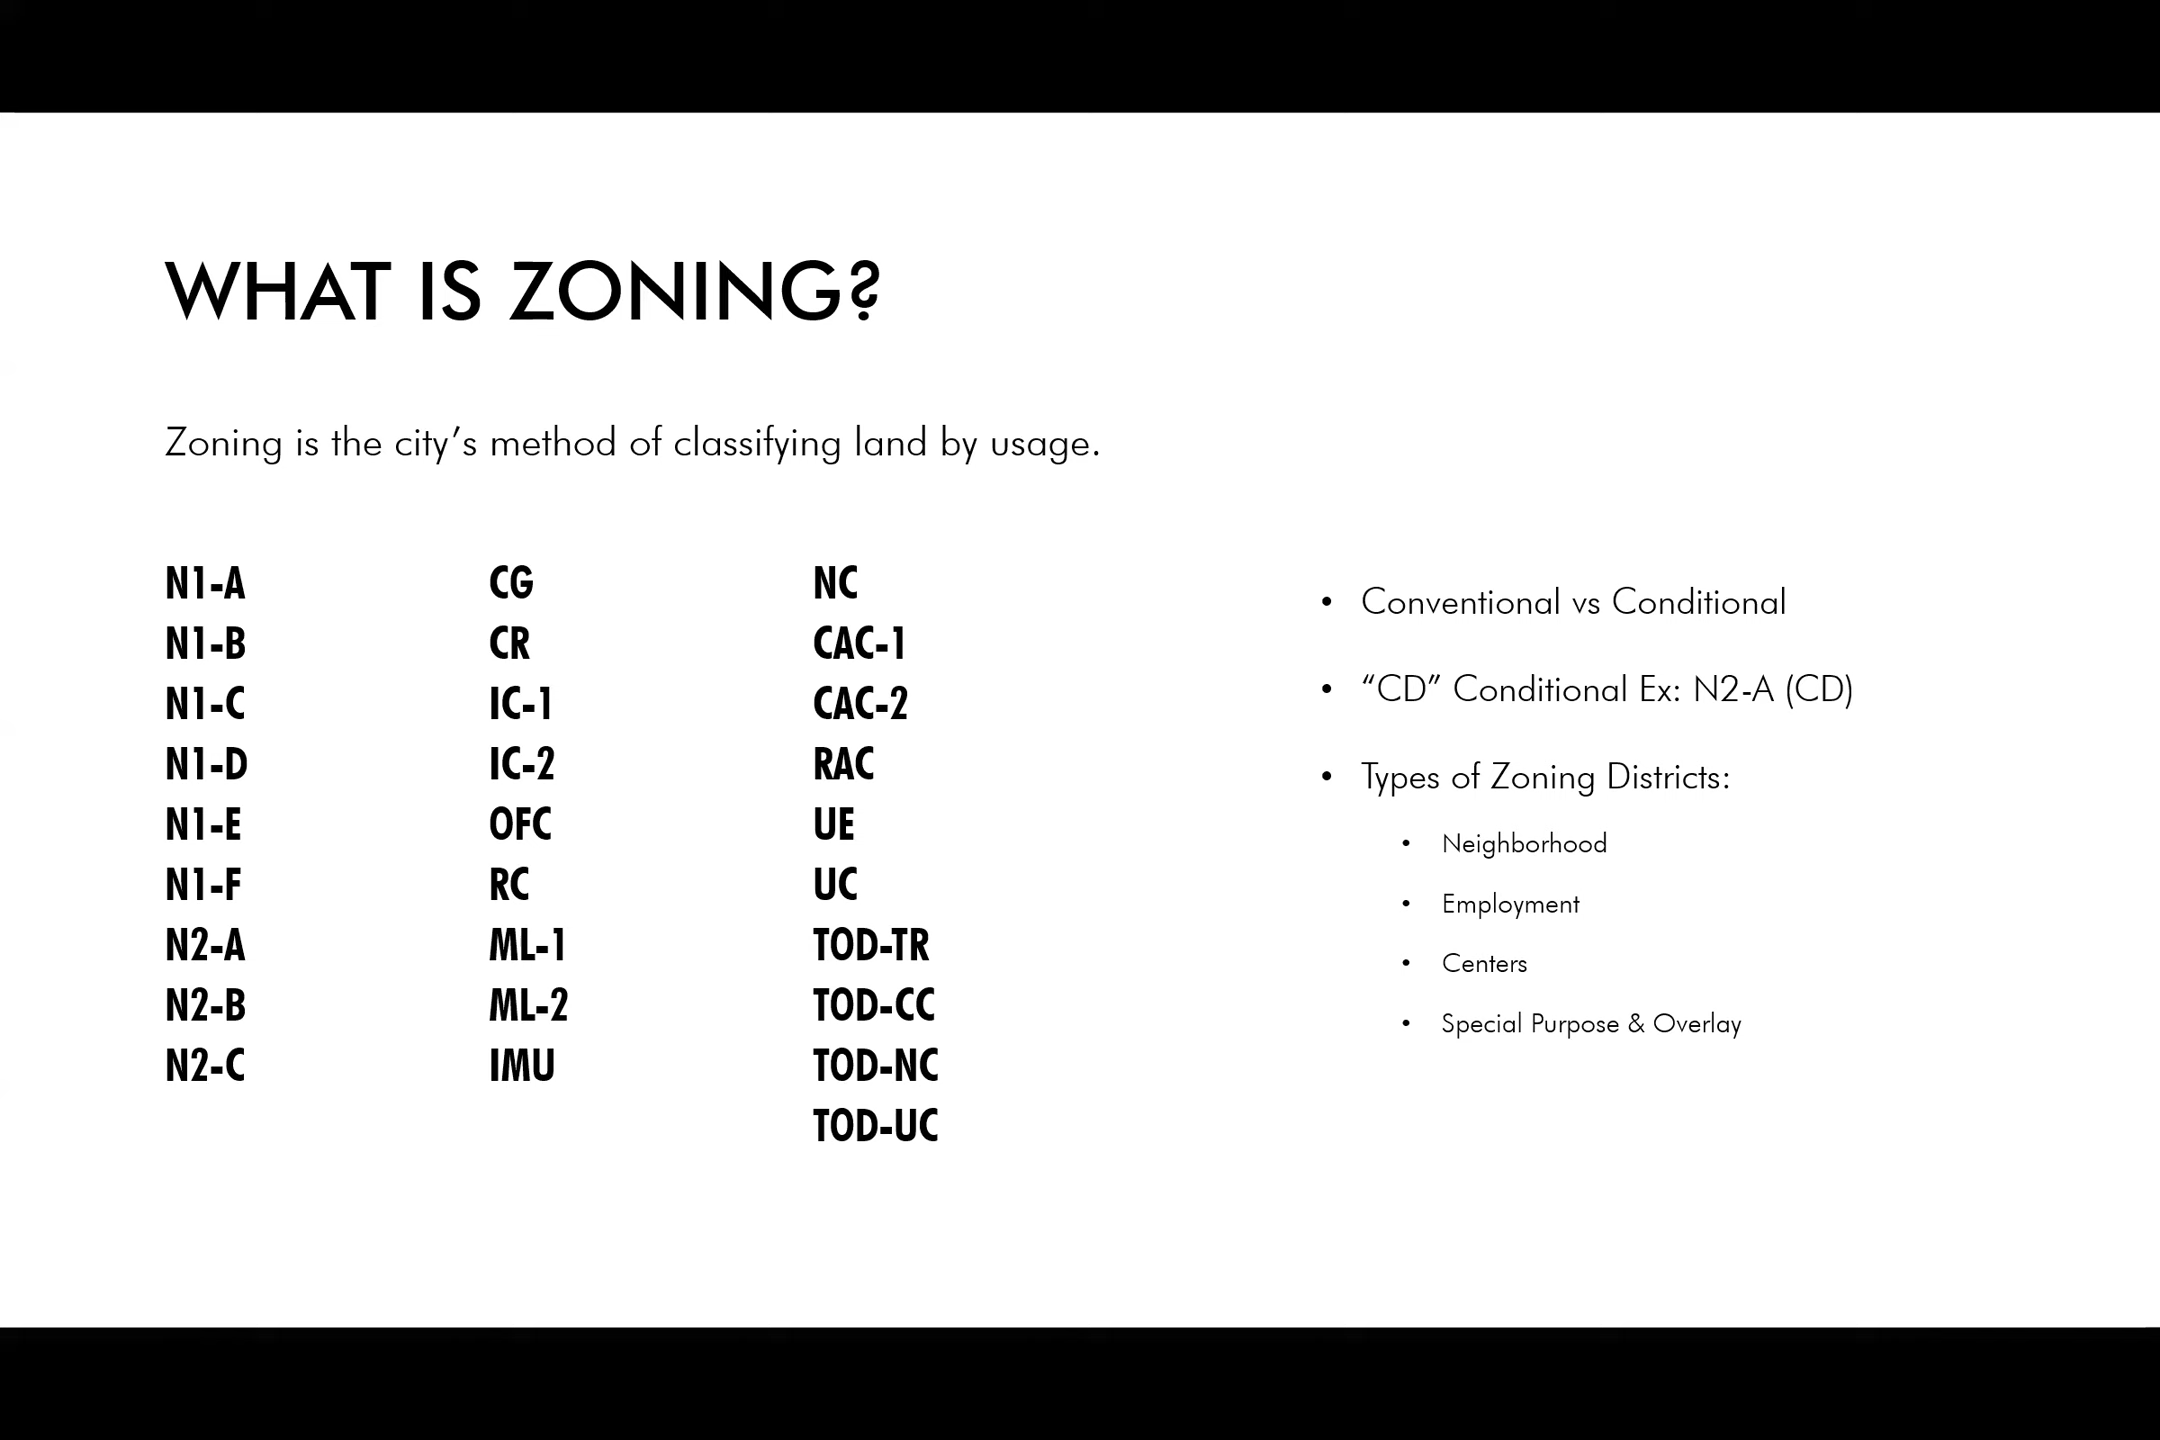 WHAT IS ZONING?
Zoning is the city’s method of classifying land by usage.
N1-A
N1-B
N1-C
N1-D
N1-E
N1-F
N2-A
N2-B
N2-C
CG
CR
IC-1
IC-2
OFC
RC
ML-1
ML-2
IMU
NC
CAC-1
CAC-2
RAC
UE
UC
TOD-TR
TOD-CC
TOD-NC
TOD-UC
• Conventional vs Conditional
• “CD” Conditional Ex: N2-A (CD)
• Types of Zoning Districts:
• Neighborhood
• Employment
• Centers
• Special Purpose & Overlay